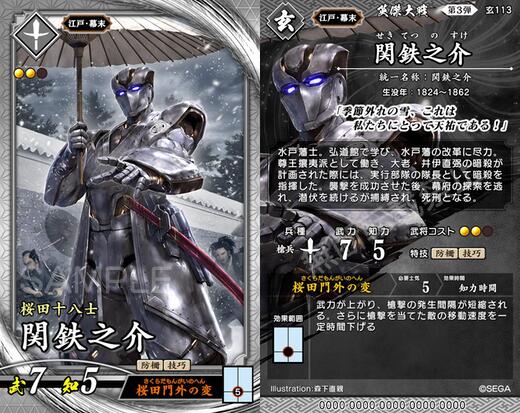 江戸・幕末
SAMPLE
桜田十八士
関鉄之介
防柵 技巧
武7 知5
さくらだもんがいのへん
桜田門外の変
5
玄
江戸・幕末
英傑大戦
第3弾
玄113
せきてつのすけ
関鉄之介
統一名称:関鉄之介
生没年:1824~1862
「季節外れの雪、これは
私たちにとって天佑である!」
水戸藩士。弘道館で学び、水戸藩の改革に尽力。
尊王攘夷派として働き、大老・井伊直弼の暗殺が
計画された際には、実行部隊の隊長として暗殺を
指揮した。襲撃を成功させた後、幕府の探索を逃
れ、潜伏を続けるが捕縛され、死刑となる。
兵種 武力 知力 武将コスト
槍兵 7 5 特技 防柵 技巧
さくらだもんがいのへん 必要士気 効果時間
桜田門外の変 5 知力時間
効果範囲
武力が上がり、槍撃の発生間隔が短縮され
る。さらに槍撃を当てた敵の移動速度を一
定時間下げる
Illustration:森下直親
©SEGA
0000 0000 0000 0000 0000